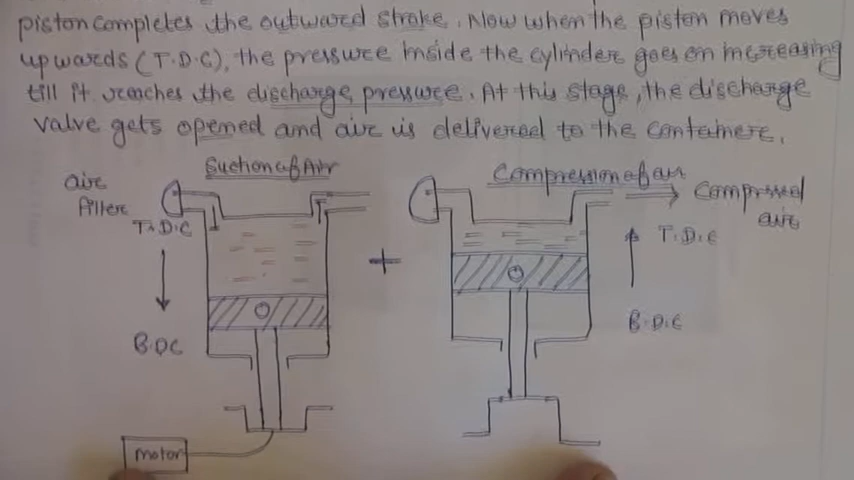 piston completes the outward stroke. Now when the piston moves
upwards (T.D.C), the pressure inside the cylinder goes on increasing
till it reaches the discharge pressure. At this stage, the discharge
valve gets opened and air is delivered to the container.
Suction of Air
Compression of air
air
filter
T.D.C
B.DC
motor
+
Compressed
air
T.D.C
B.D.C